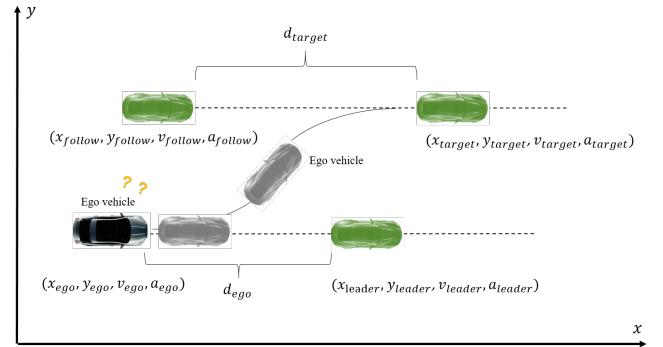 y
d_target
(x_follow, y_follow, v_follow, a_follow)
(x_target, y_target, v_target, a_target)
Ego vehicle
? ?
Ego vehicle
(x_ego, y_ego, v_ego, a_ego)
d_ego
(x_leader, y_leader, v_leader, a_leader)
x